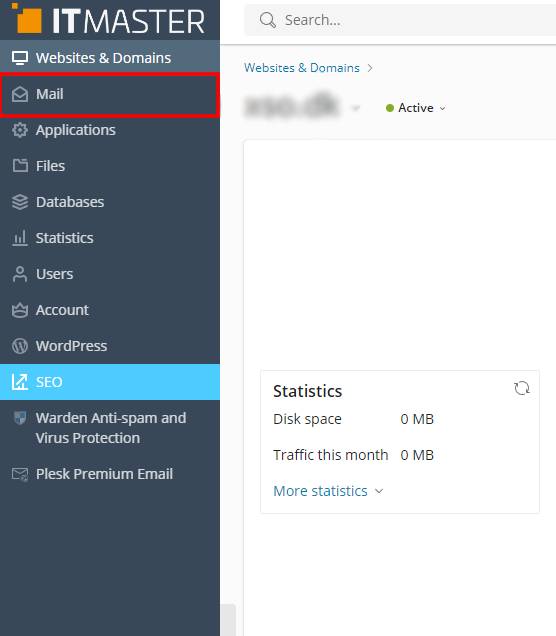 ITMASTER
Websites & Domains
Mail
Applications
Files
Databases
Statistics
Users
Account
WordPress
SEO
Warden Anti-spam and
Virus Protection
Plesk Premium Email
Search...
Websites & Domains
Active
Statistics
Disk space 0 MB
Traffic this month 0 MB
More statistics